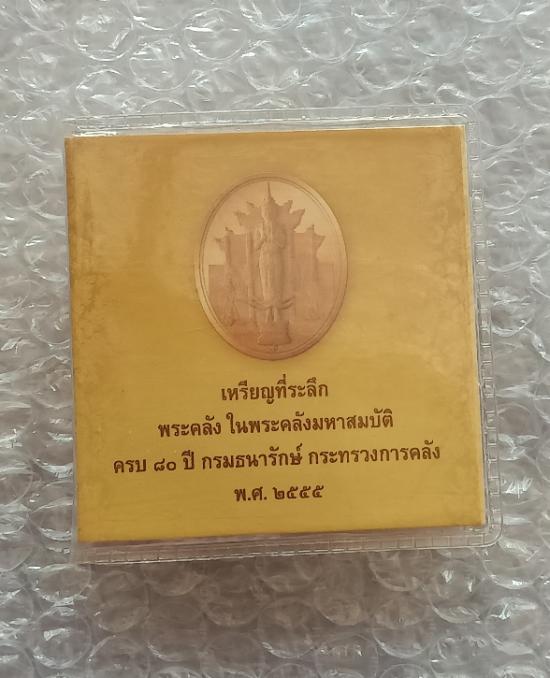 เหรียญที่ระลึก
พระคลัง ในพระคลังมหาสมบัติ
ครบ ๘๐ ปี กรมธนารักษ์ กระทรวงการคลัง
พ.ศ. ๒๕๕๕